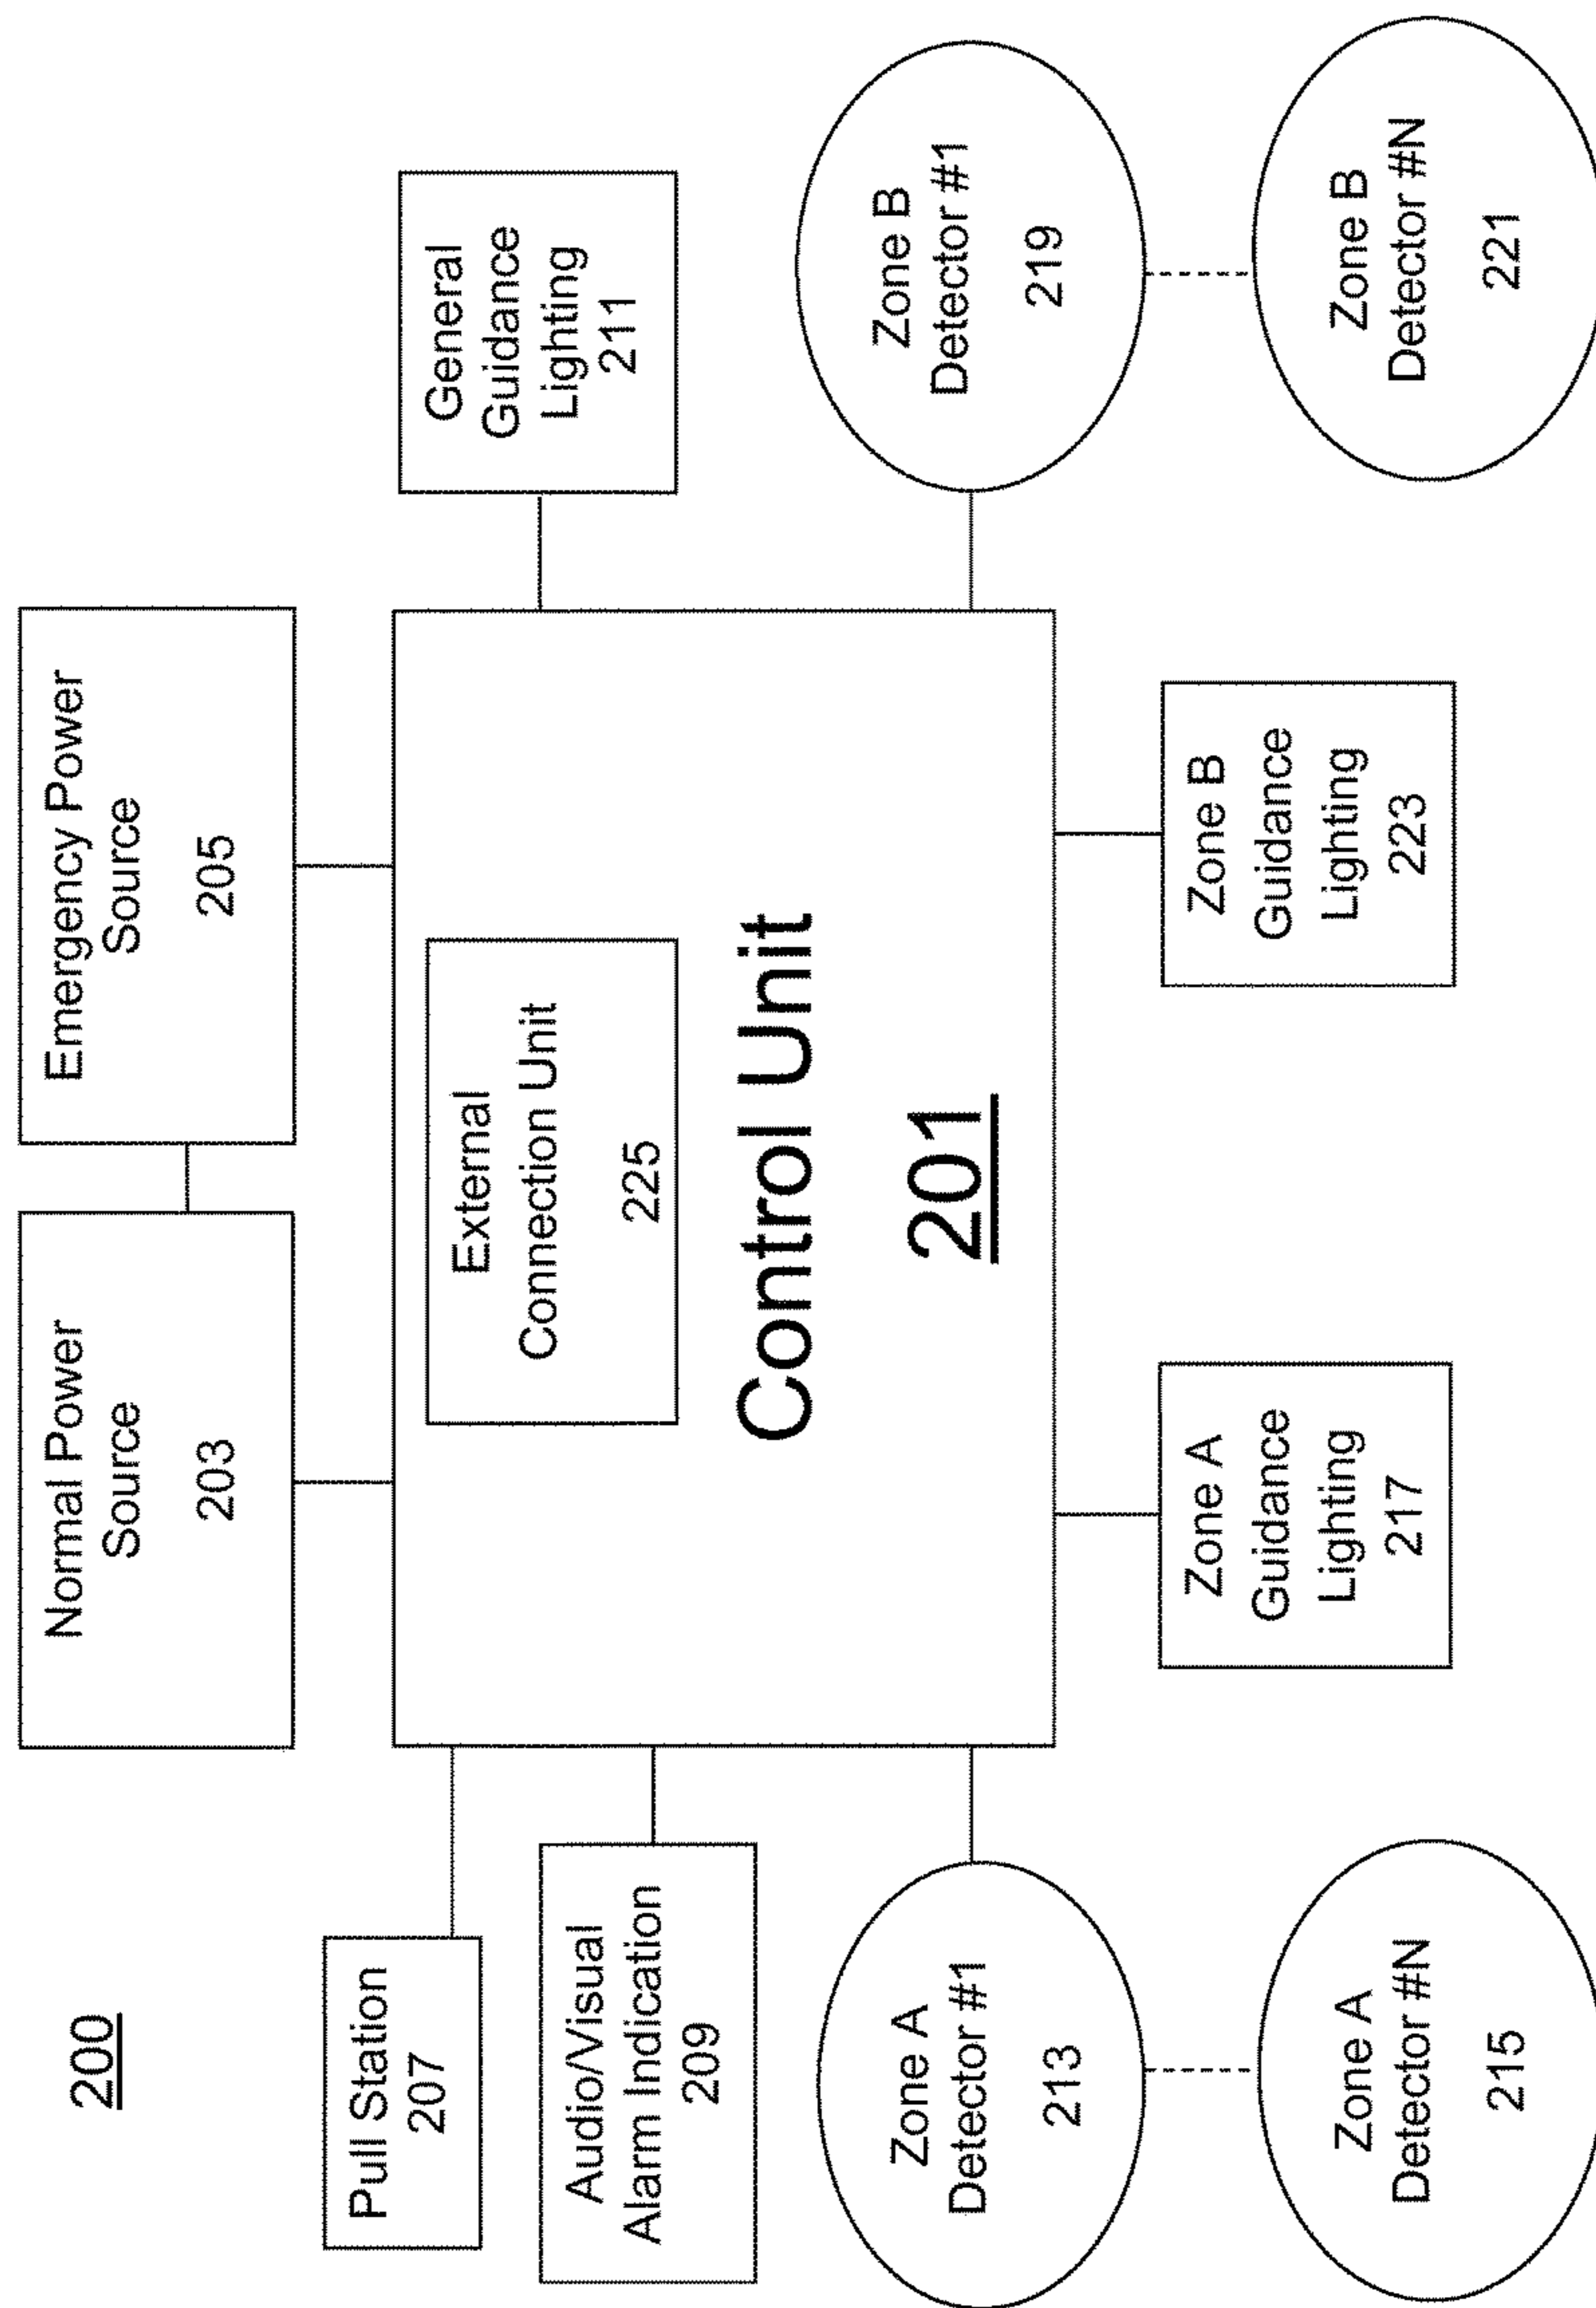 200
Normal Power
Source
203
Emergency Power
Source
205
Pull Station
207
Audio/Visual
Alarm Indication
209
External
Connection Unit
225
Control Unit
201
General
Guidance
Lighting
211
Zone A
Detector #1
213
Zone A
Detector #N
215
Zone A
Guidance
Lighting
217
Zone B
Guidance
Lighting
223
Zone B
Detector #1
219
Zone B
Detector #N
221